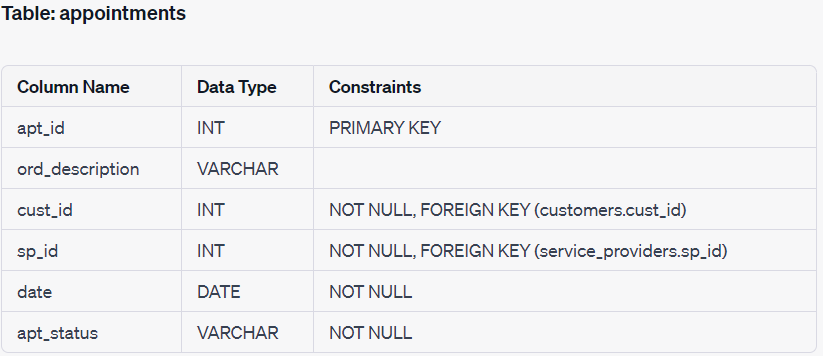 Table: appointments
Column Name Data Type Constraints
apt_id INT PRIMARY KEY
ord_description VARCHAR
cust_id INT NOT NULL, FOREIGN KEY (customers.cust_id)
sp_id INT NOT NULL, FOREIGN KEY (service_providers.sp_id)
date DATE NOT NULL
apt_status VARCHAR NOT NULL